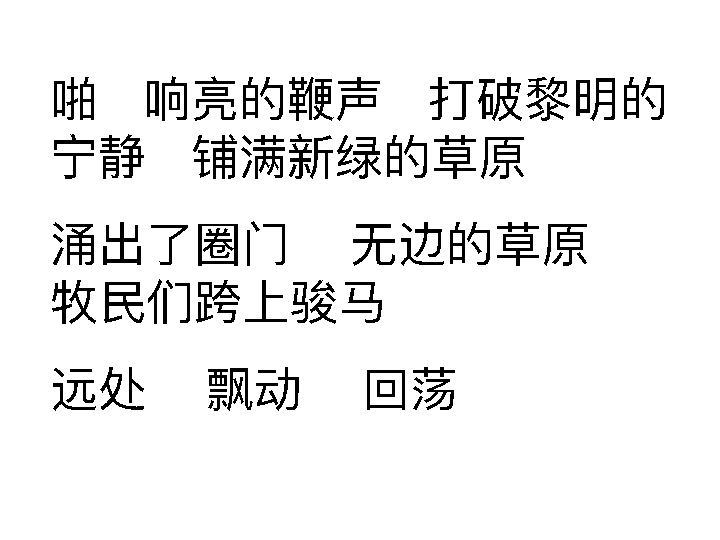 啪　响亮的鞭声　打破黎明的
宁静　铺满新绿的草原
涌出了圈门　无边的草原
牧民们跨上骏马
远处　飘动　回荡